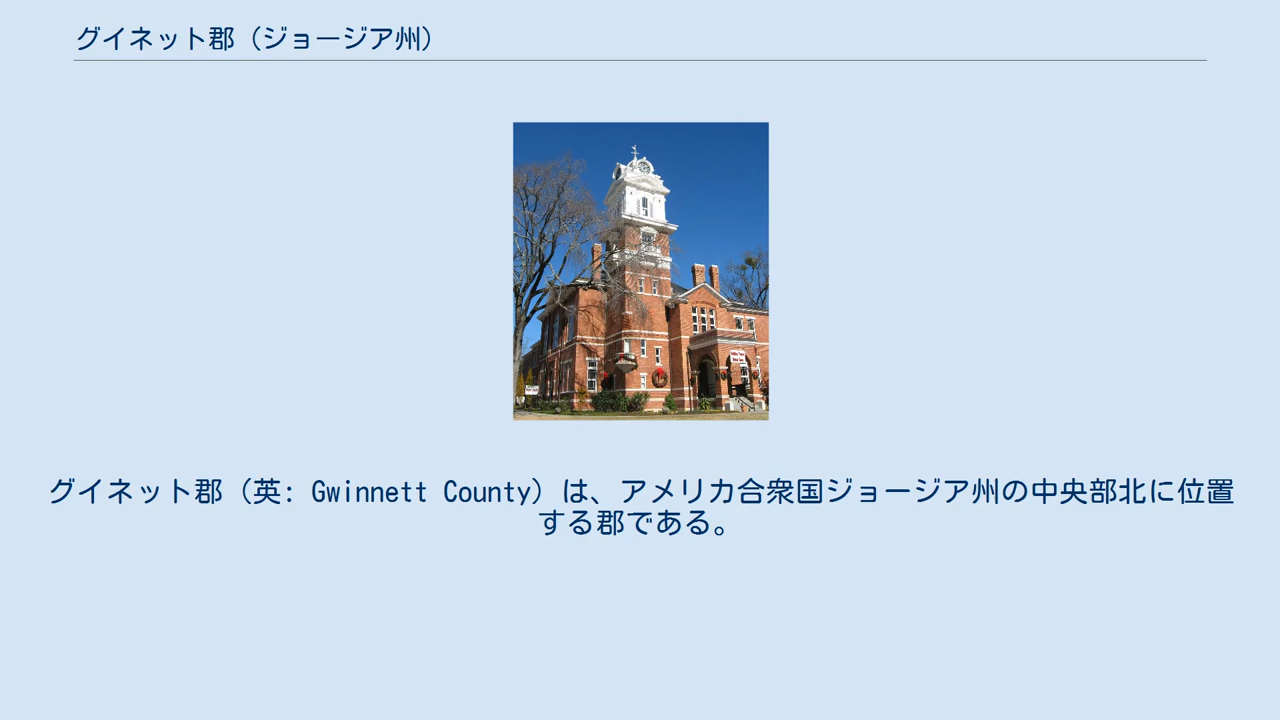 グイネット郡（ジョージア州）
グイネット郡（英: Gwinnett County）は、アメリカ合衆国ジョージア州の中央部北に位置
する郡である。